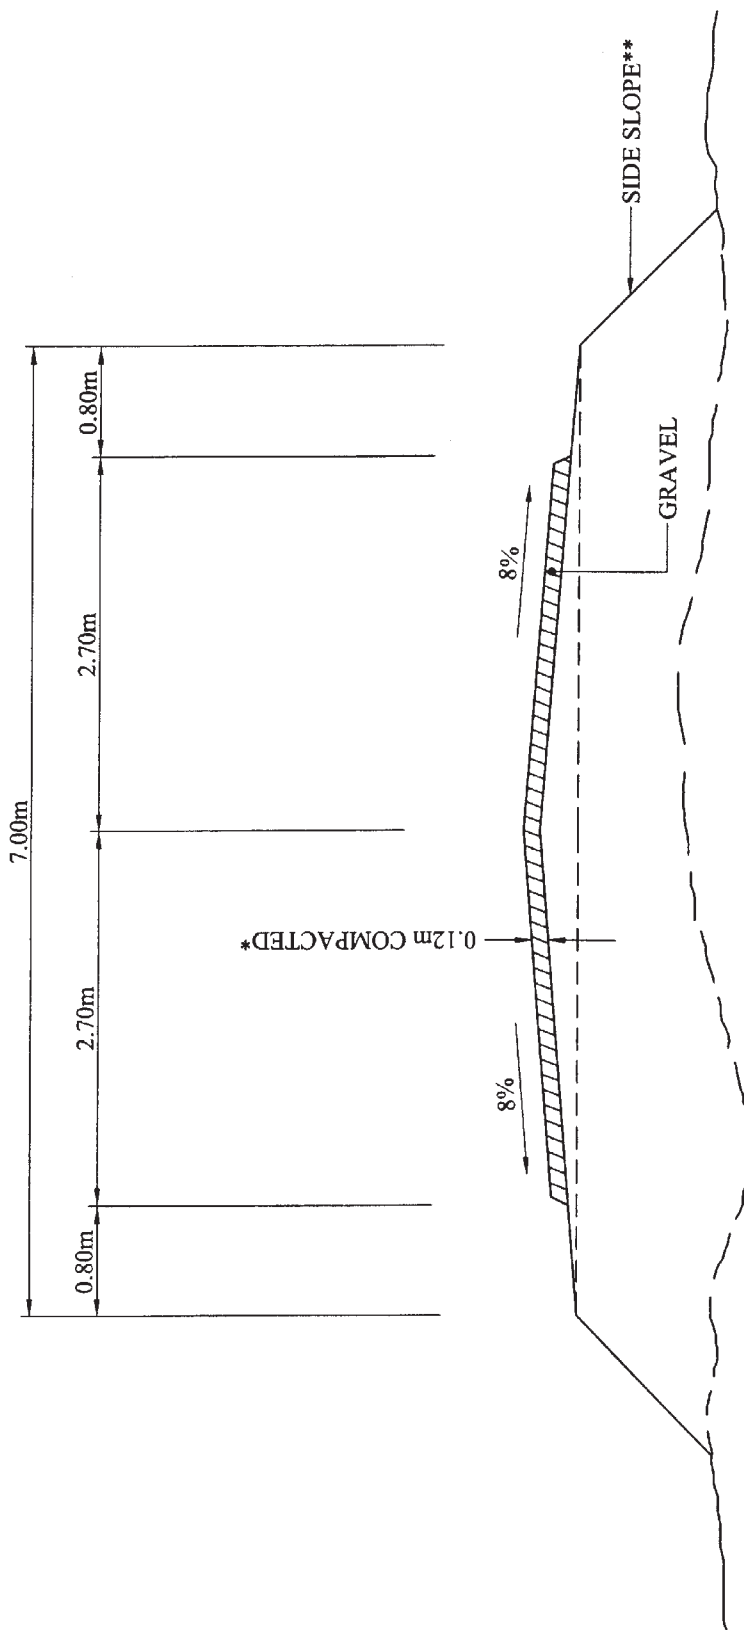 7.00m
0.80m
2.70m
2.70m
0.80m
8%
0.12m COMPACTED*
8%
GRAVEL
SIDE SLOPE**